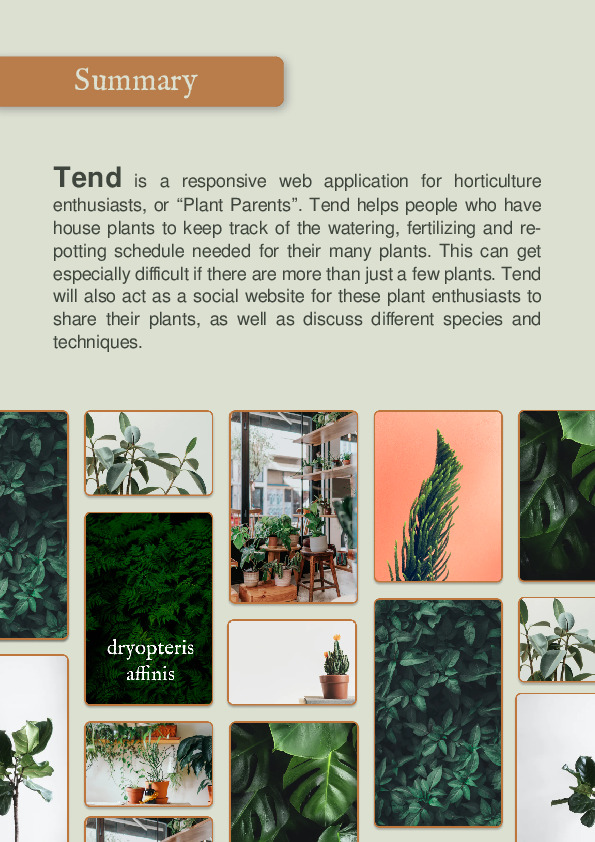 Summary
Tend is a responsive web application for horticulture
enthusiasts, or “Plant Parents”. Tend helps people who have
house plants to keep track of the watering, fertilizing and re-
potting schedule needed for their many plants. This can get
especially difficult if there are more than just a few plants. Tend
will also act as a social website for these plant enthusiasts to
share their plants, as well as discuss different species and
techniques.
dryopteris
affinis